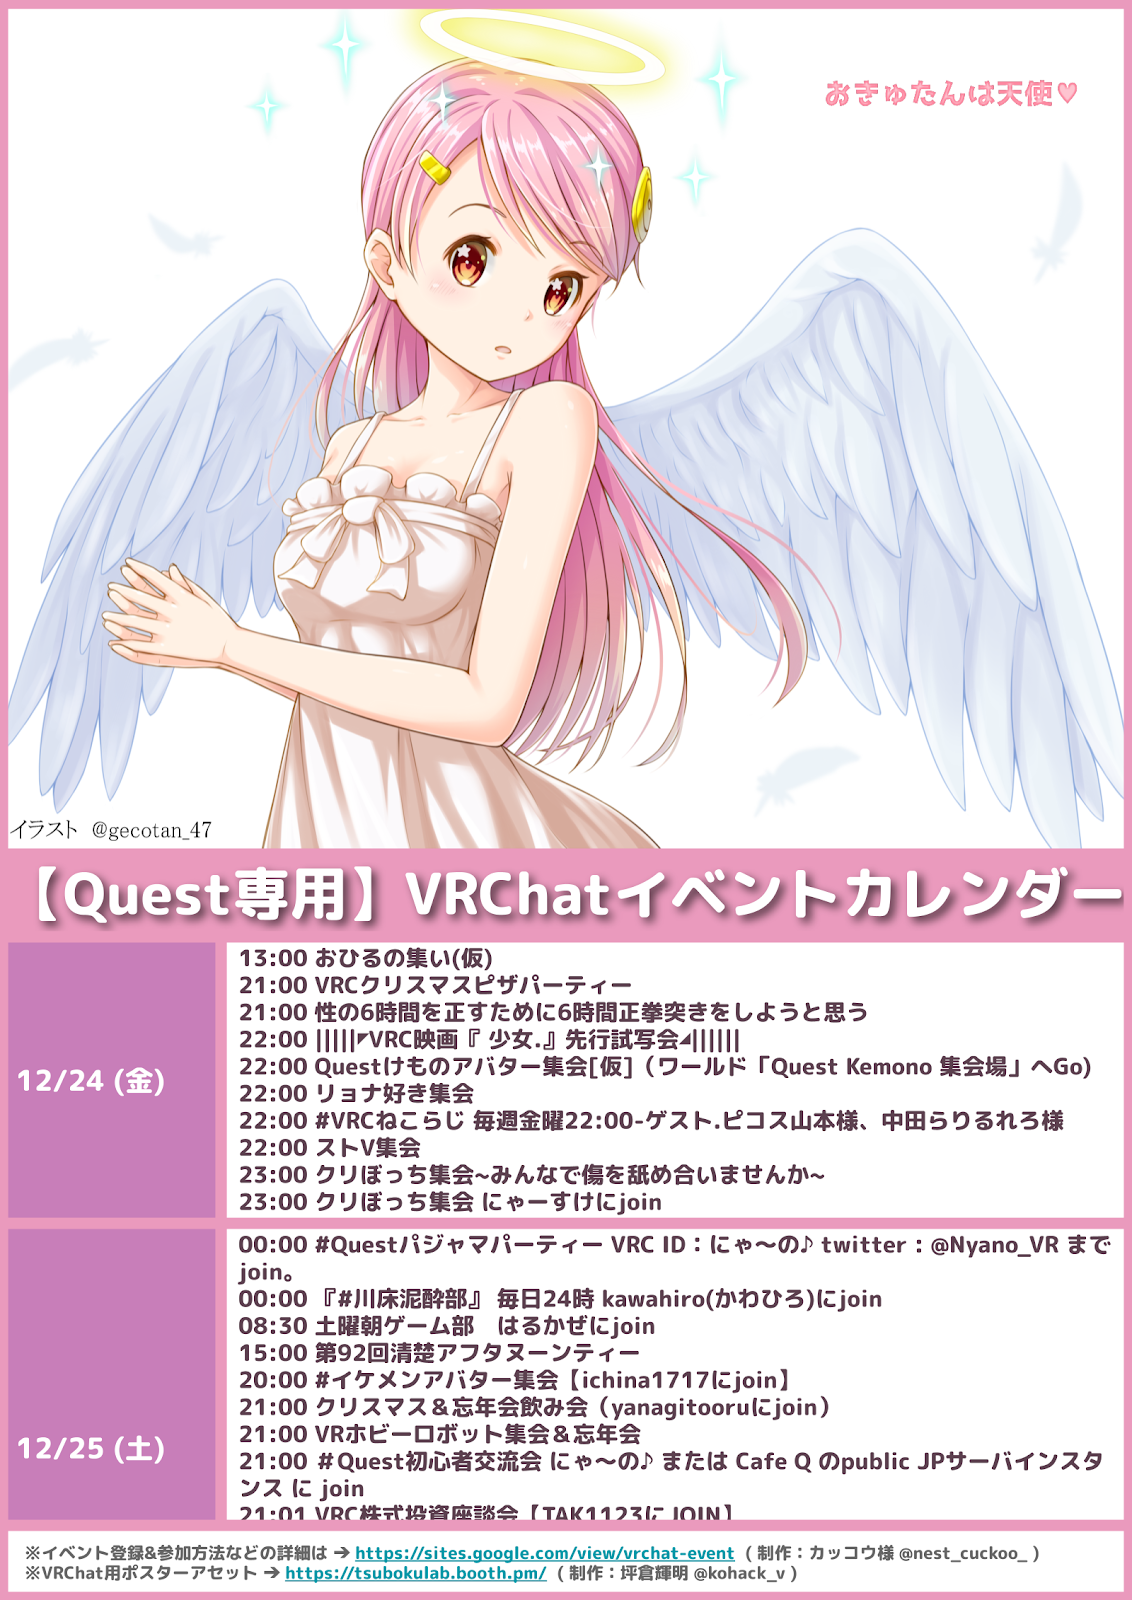 おきゅたんは天使♥
イラスト @gecotan_47
【Quest専用】VRChatイベントカレンダー
12/24 (金)
13:00 おひるの集い(仮)
21:00 VRCクリスマスピザパーティー
21:00 性の6時間を正すために6時間正拳突きをしようと思う
22:00 |||||◤VRC映画『 少女.』先行試写会◢||||||
22:00 Questけものアバター集会[仮]（ワールド「Quest Kemono 集会場」へGo)
22:00 リョナ好き集会
22:00 #VRCねこらじ 毎週金曜22:00-ゲスト.ピコス山本様、中田らりるれろ様
22:00 ストV集会
23:00 クリぼっち集会~みんなで傷を舐め合いませんか~
23:00 クリぼっち集会 にゃーすけにjoin
12/25 (土)
00:00 #Questパジャマパーティー VRC ID：にゃ〜の♪ twitter : @Nyano_VR まで
join。
00:00 『#川床泥酔部』 毎日24時 kawahiro(かわひろ)にjoin
08:30 土曜朝ゲーム部　はるかぜにjoin
15:00 第92回清楚アフタヌーンティー
20:00 #イケメンアバター集会【ichina1717にjoin】
21:00 クリスマス＆忘年会飲み会（yanagitooruにjoin）
21:00 VRホビーロボット集会＆忘年会
21:00 ＃Quest初心者交流会 にゃ〜の♪ または Cafe Q のpublic JPサーバインスタ
ンス に join
21:01 VRC株式投資座談会【TAK1123に JOIN】
※イベント登録&参加方法などの詳細は ➔ https://sites.google.com/view/vrchat-event ( 制作：カッコウ様 @nest_cuckoo_ )
※VRChat用ポスターアセット ➔ https://tsubokulab.booth.pm/ ( 制作：坪倉輝明 @kohack_v )